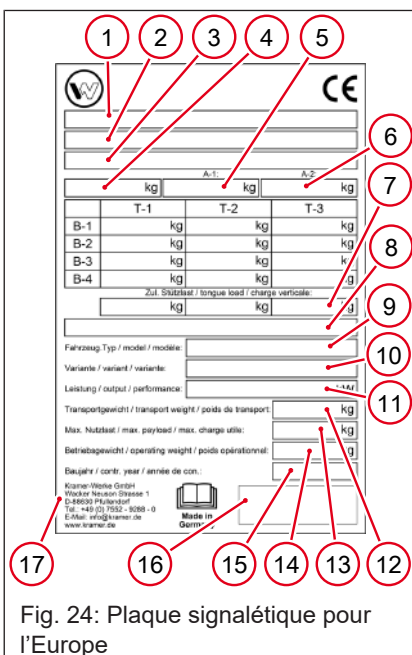 1 2 3 4 5
W CE
6
A-1: A-2:
kg kg kg
7
T-1 T-2 T-3
B-1 kg kg kg
B-2 kg kg kg
8
B-3 kg kg kg
B-4 kg kg kg
Zul. Stützlast / tongue load / charge verticale:
kg kg kg
9
Fahrzeug.Typ / model / modèle:
10
Variante / variant / variante:
Leistung / output / performance: kW
11
Transportgewicht / transport weight / poids de transport: kg
Max. Nutzlast / max. payload / max. charge utile: kg
Betriebsgewicht / operating weight / poids opérationnel: kg
Baujahr / contr. year / année de con.:
Kramer-Werke GmbH
Wacker Neuson Strasse 1
D-88630 Pfullendorf
Tel.: +49 (0) 7552 - 9288 - 0
E-Mail: info@kramer.de
www.kramer.de
Made in
Germany
17 16 15 14 13 12
Fig. 24: Plaque signalétique pour
l’Europe